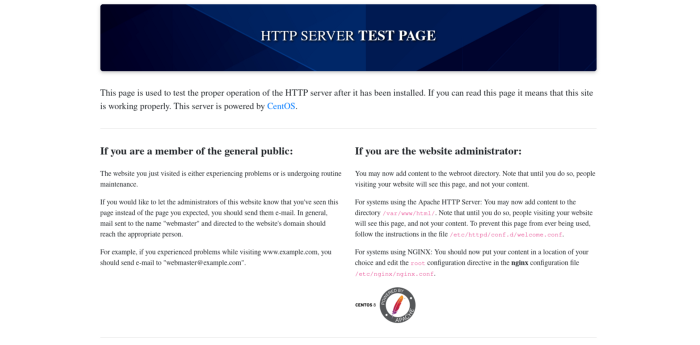 HTTP SERVER TEST PAGE
This page is used to test the proper operation of the HTTP server after it has been installed. If you can read this page it means that this site
is working properly. This server is powered by CentOS.
If you are a member of the general public:
The website you just visited is either experiencing problems or is undergoing routine
maintenance.
If you would like to let the administrators of this website know that you've seen this
page instead of the page you expected, you should send them e-mail. In general,
mail sent to the name "webmaster" and directed to the website's domain should
reach the appropriate person.
For example, if you experienced problems while visiting www.example.com, you
should send e-mail to "webmaster@example.com".
If you are the website administrator:
You may now add content to the webroot directory. Note that until you do so, people
visiting your website will see this page, and not your content.
For systems using the Apache HTTP Server: You may now add content to the
directory /var/www/html/. Note that until you do so, people visiting your website
will see this page, and not your content. To prevent this page from ever being used,
follow the instructions in the file /etc/httpd/conf.d/welcome.conf.
For systems using NGINX: You should now put your content in a location of your
choice and edit the root configuration directive in the nginx configuration file
/etc/nginx/nginx.conf.
CENTOS 8
POWERED BY
APACHE